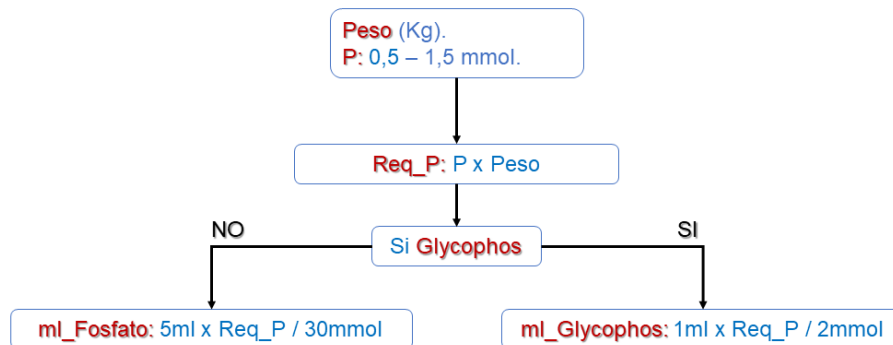 Peso (Kg).
P: 0,5 – 1,5 mmol.
Req_P: P x Peso
NO
Si Glycophos
SI
ml_Fosfato: 5ml x Req_P / 30mmol
ml_Glycophos: 1ml x Req_P / 2mmol